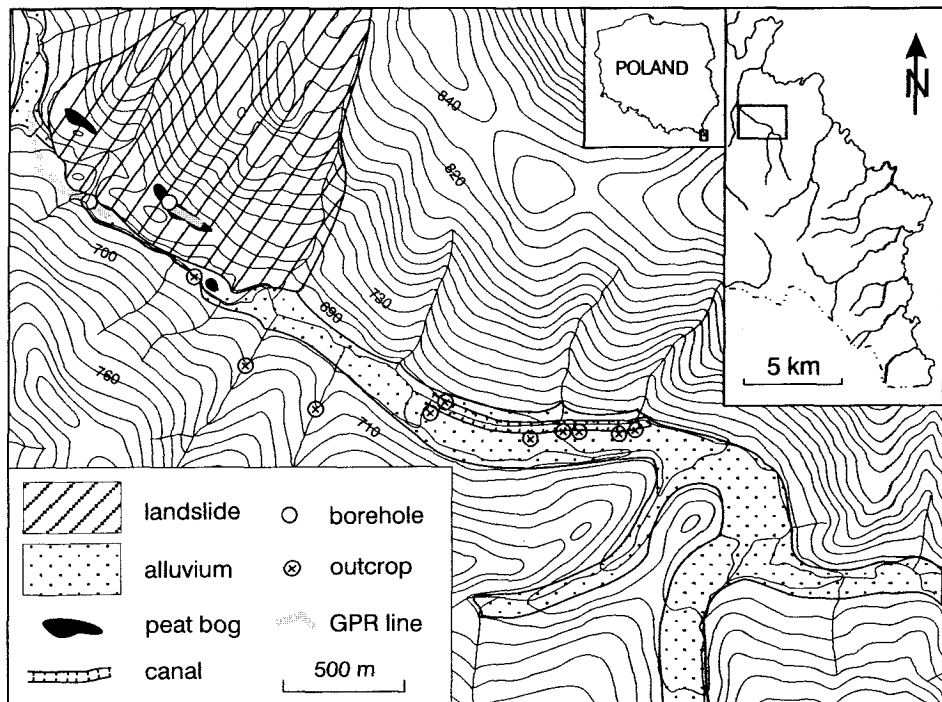 POLAND
N
5 km
840
820
700
730
690
760
710
landslide
borehole
alluvium
outcrop
peat bog
GPR line
canal
500 m